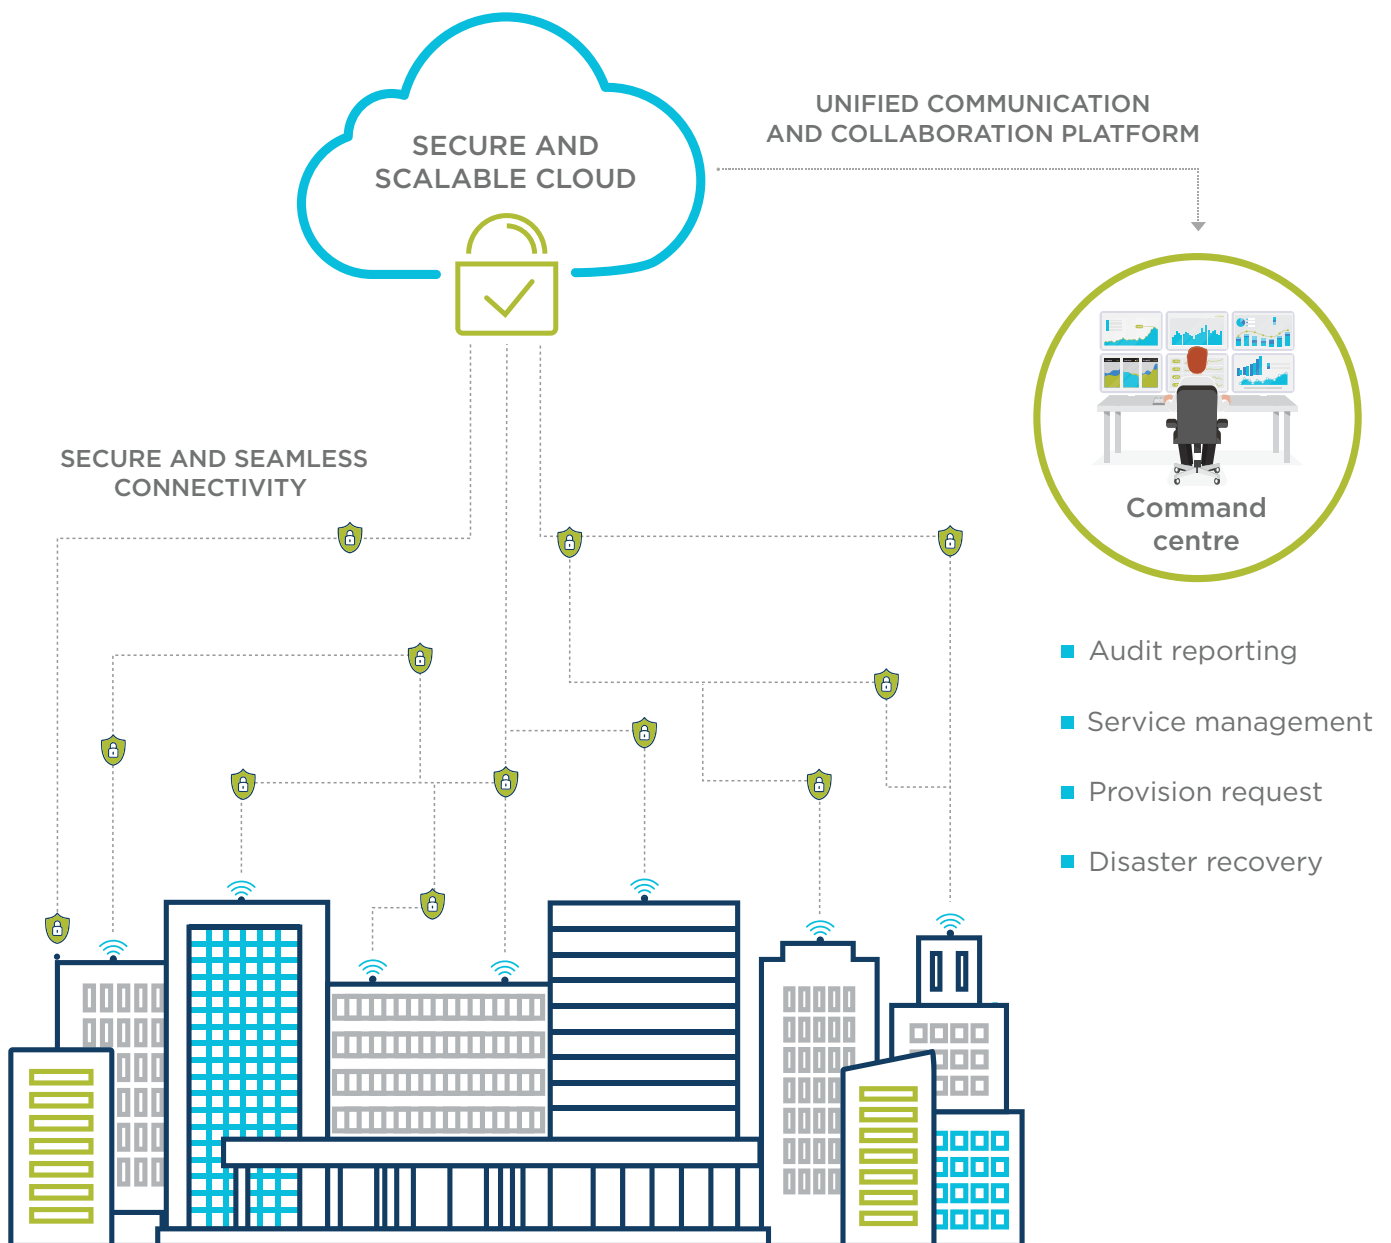 SECURE AND
SCALABLE CLOUD
UNIFIED COMMUNICATION
AND COLLABORATION PLATFORM
SECURE AND SEAMLESS
CONNECTIVITY
Command
centre
Audit reporting
Service management
Provision request
Disaster recovery